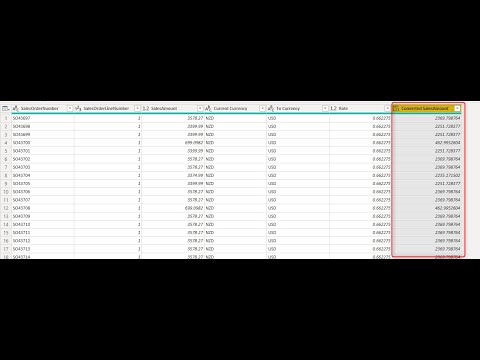 SalesOrderNumber SalesOrderLineNumber 1.2 SalesAmount Current Currency To Currency 1.2 Rate Converted SalesAmount
1 SO43697 1 3578.27 NZD USD 0.662275 2369.798764
2 SO43698 1 3399.99 NZD USD 0.662275 2251.728377
3 SO43699 1 3399.99 NZD USD 0.662275 2251.728377
4 SO43700 1 699.0982 NZD USD 0.662275 462.9952604
5 SO43701 1 3399.99 NZD USD 0.662275 2251.728377
6 SO43702 1 3578.27 NZD USD 0.662275 2369.798764
7 SO43703 1 3578.27 NZD USD 0.662275 2369.798764
8 SO43704 1 3374.99 NZD USD 0.662275 2235.171502
9 SO43705 1 3399.99 NZD USD 0.662275 2251.728377
10 SO43706 1 3578.27 NZD USD 0.662275 2369.798764
11 SO43707 1 3578.27 NZD USD 0.662275 2369.798764
12 SO43708 1 699.0982 NZD USD 0.662275 462.9952604
13 SO43709 1 3578.27 NZD USD 0.662275 2369.798764
14 SO43710 1 3578.27 NZD USD 0.662275 2369.798764
15 SO43711 1 3578.27 NZD USD 0.662275 2369.798764
16 SO43712 1 3578.27 NZD USD 0.662275 2369.798764
17 SO43713 1 3578.27 NZD USD 0.662275 2369.798764
18 SO43714 1 3578.27 NZD USD 0.662275 2369.798764